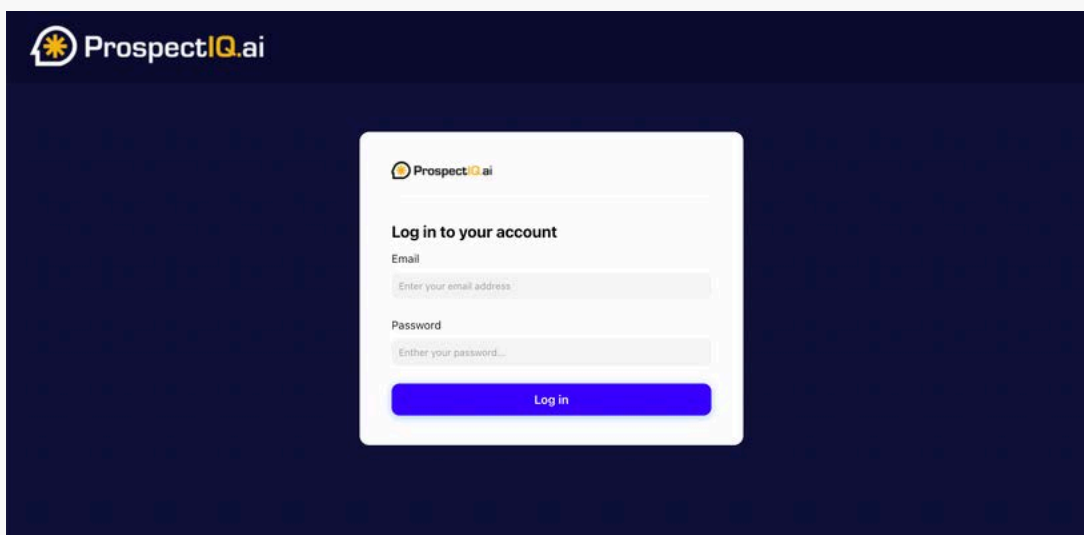 ProspectIQ.ai
ProspectIQ.ai
Log in to your account
Email
Enter your email address
Password
Enther your password...
Log in